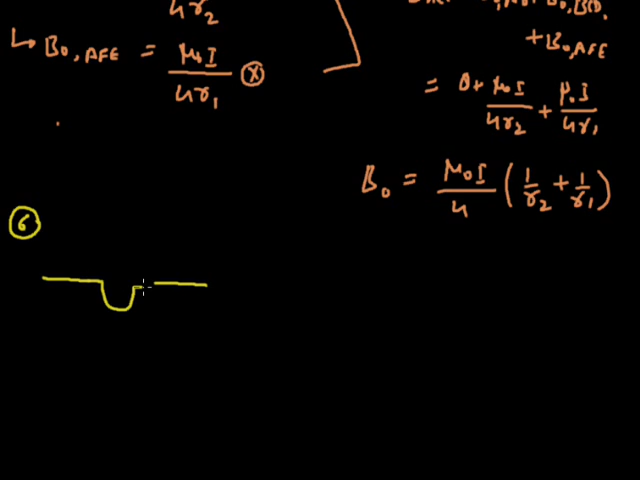 4r₂
↳ B₀,AFE = μ₀I / 4r₁ ⊗
+ B₀,AFE
= 0 + μ₀I / 4r₂ + μ₀I / 4r₁
B₀ = μ₀I / 4 ( 1/r₂ + 1/r₁ )
6